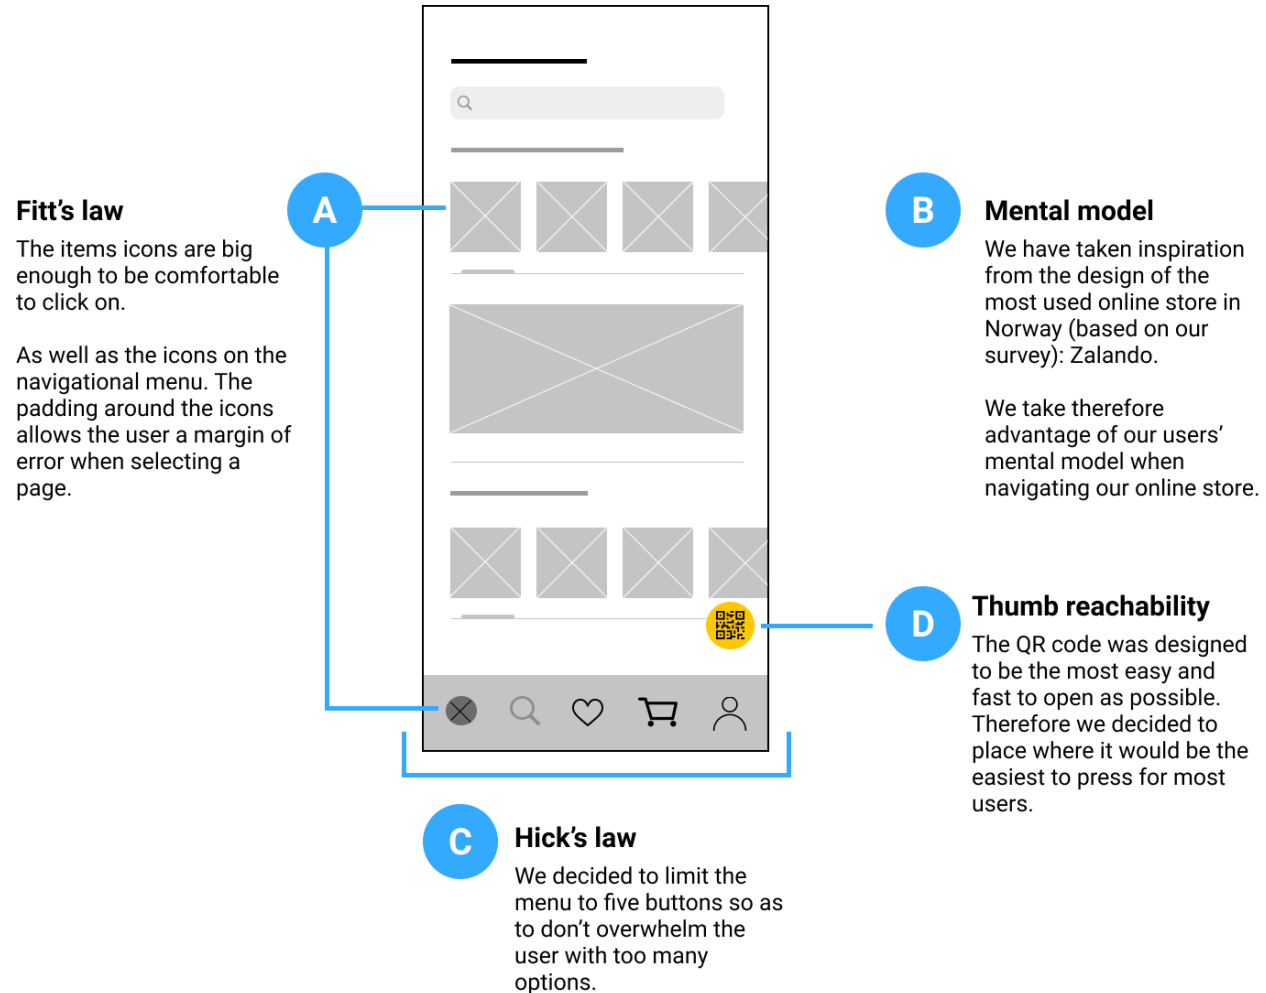 A
Fitt’s law
The items icons are big
enough to be comfortable
to click on.
As well as the icons on the
navigational menu. The
padding around the icons
allows the user a margin of
error when selecting a
page.
B
Mental model
We have taken inspiration
from the design of the
most used online store in
Norway (based on our
survey): Zalando.
We take therefore
advantage of our users’
mental model when
navigating our online store.
D
Thumb reachability
The QR code was designed
to be the most easy and
fast to open as possible.
Therefore we decided to
place where it would be the
easiest to press for most
users.
C
Hick’s law
We decided to limit the
menu to five buttons so as
to don’t overwhelm the
user with too many
options.